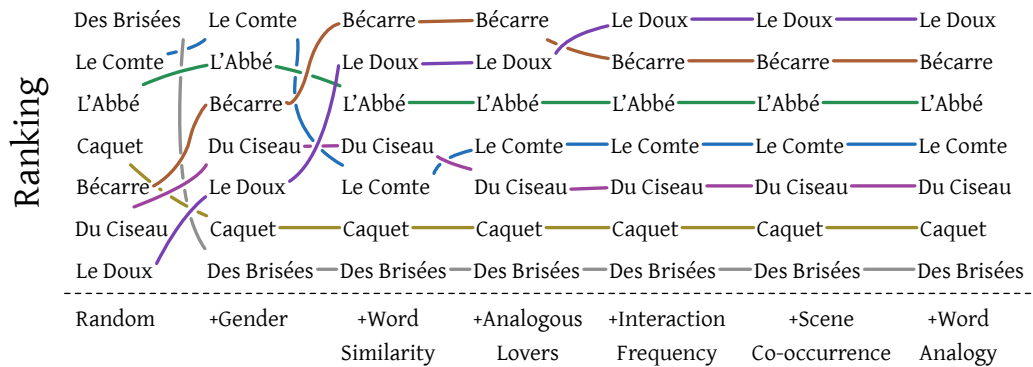 Ranking
Des Brisées Le Comte Bécarre Bécarre Le Doux Le Doux Le Doux
Le Comte L'Abbé Le Doux Le Doux Bécarre Bécarre Bécarre
L'Abbé Bécarre L'Abbé L'Abbé L'Abbé L'Abbé L'Abbé
Caquet Du Ciseau Du Ciseau Le Comte Le Comte Le Comte Le Comte
Bécarre Le Doux Le Comte Du Ciseau Du Ciseau Du Ciseau Du Ciseau
Du Ciseau Caquet Caquet Caquet Caquet Caquet Caquet
Le Doux Des Brisées Des Brisées Des Brisées Des Brisées Des Brisées Des Brisées
Random +Gender +Word +Analogous +Interaction +Scene +Word
Similarity Lovers Frequency Co-occurrence Analogy